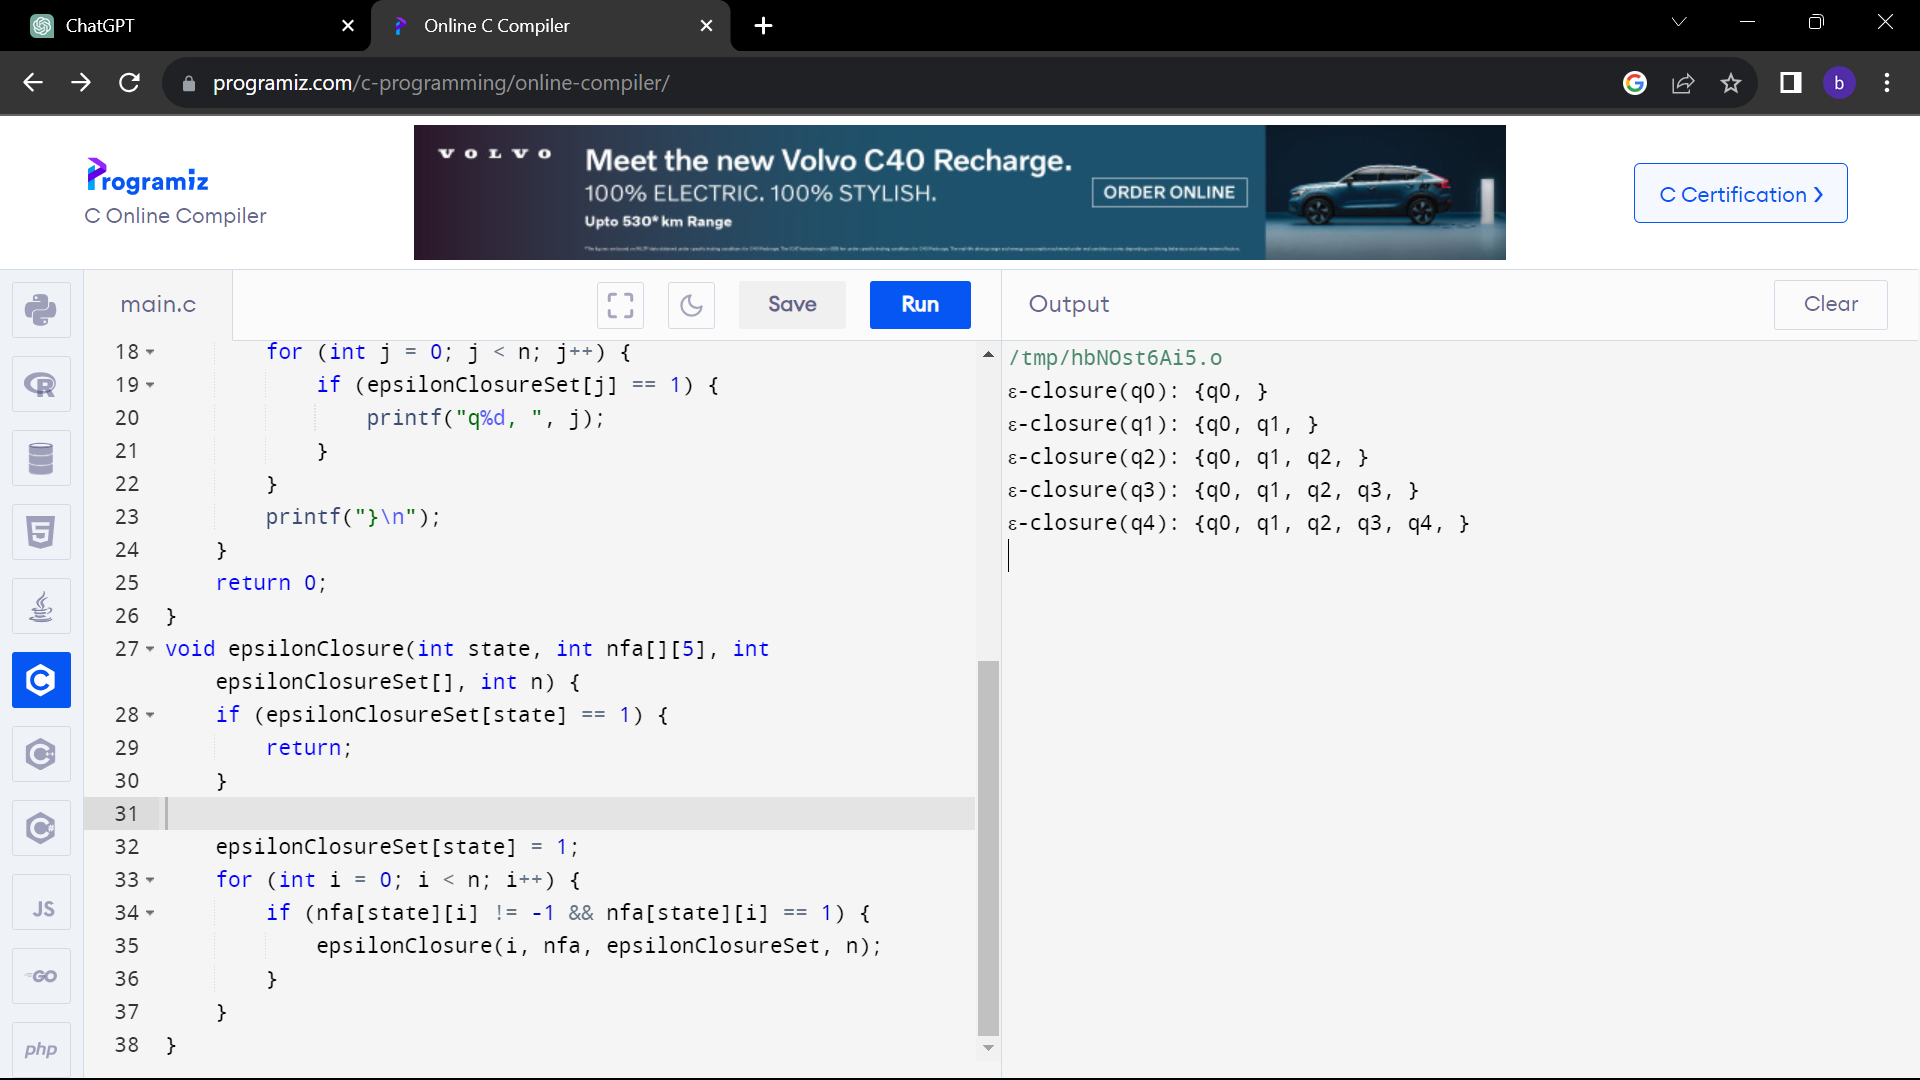 ChatGPT
Online C Compiler
programiz.com/c-programming/online-compiler/
b
Programiz
C Online Compiler
VOLVO
Meet the new Volvo C40 Recharge.
100% ELECTRIC. 100% STYLISH.
Upto 530* km Range
ORDER ONLINE
C Certification
main.c
Save
Run
Output
Clear
18 for (int j = 0; j < n; j++) {
19 if (epsilonClosureSet[j] == 1) {
20 printf("q%d, ", j);
21 }
22 }
23 printf("}\n");
24 }
25 return 0;
26 }
27 void epsilonClosure(int state, int nfa[][5], int
epsilonClosureSet[], int n) {
28 if (epsilonClosureSet[state] == 1) {
29 return;
30 }
31
32 epsilonClosureSet[state] = 1;
33 for (int i = 0; i < n; i++) {
34 if (nfa[state][i] != -1 && nfa[state][i] == 1) {
35 epsilonClosure(i, nfa, epsilonClosureSet, n);
36 }
37 }
38 }
/tmp/hbNOst6Ai5.o
ε-closure(q0): {q0, }
ε-closure(q1): {q0, q1, }
ε-closure(q2): {q0, q1, q2, }
ε-closure(q3): {q0, q1, q2, q3, }
ε-closure(q4): {q0, q1, q2, q3, q4, }
JS
GO
php